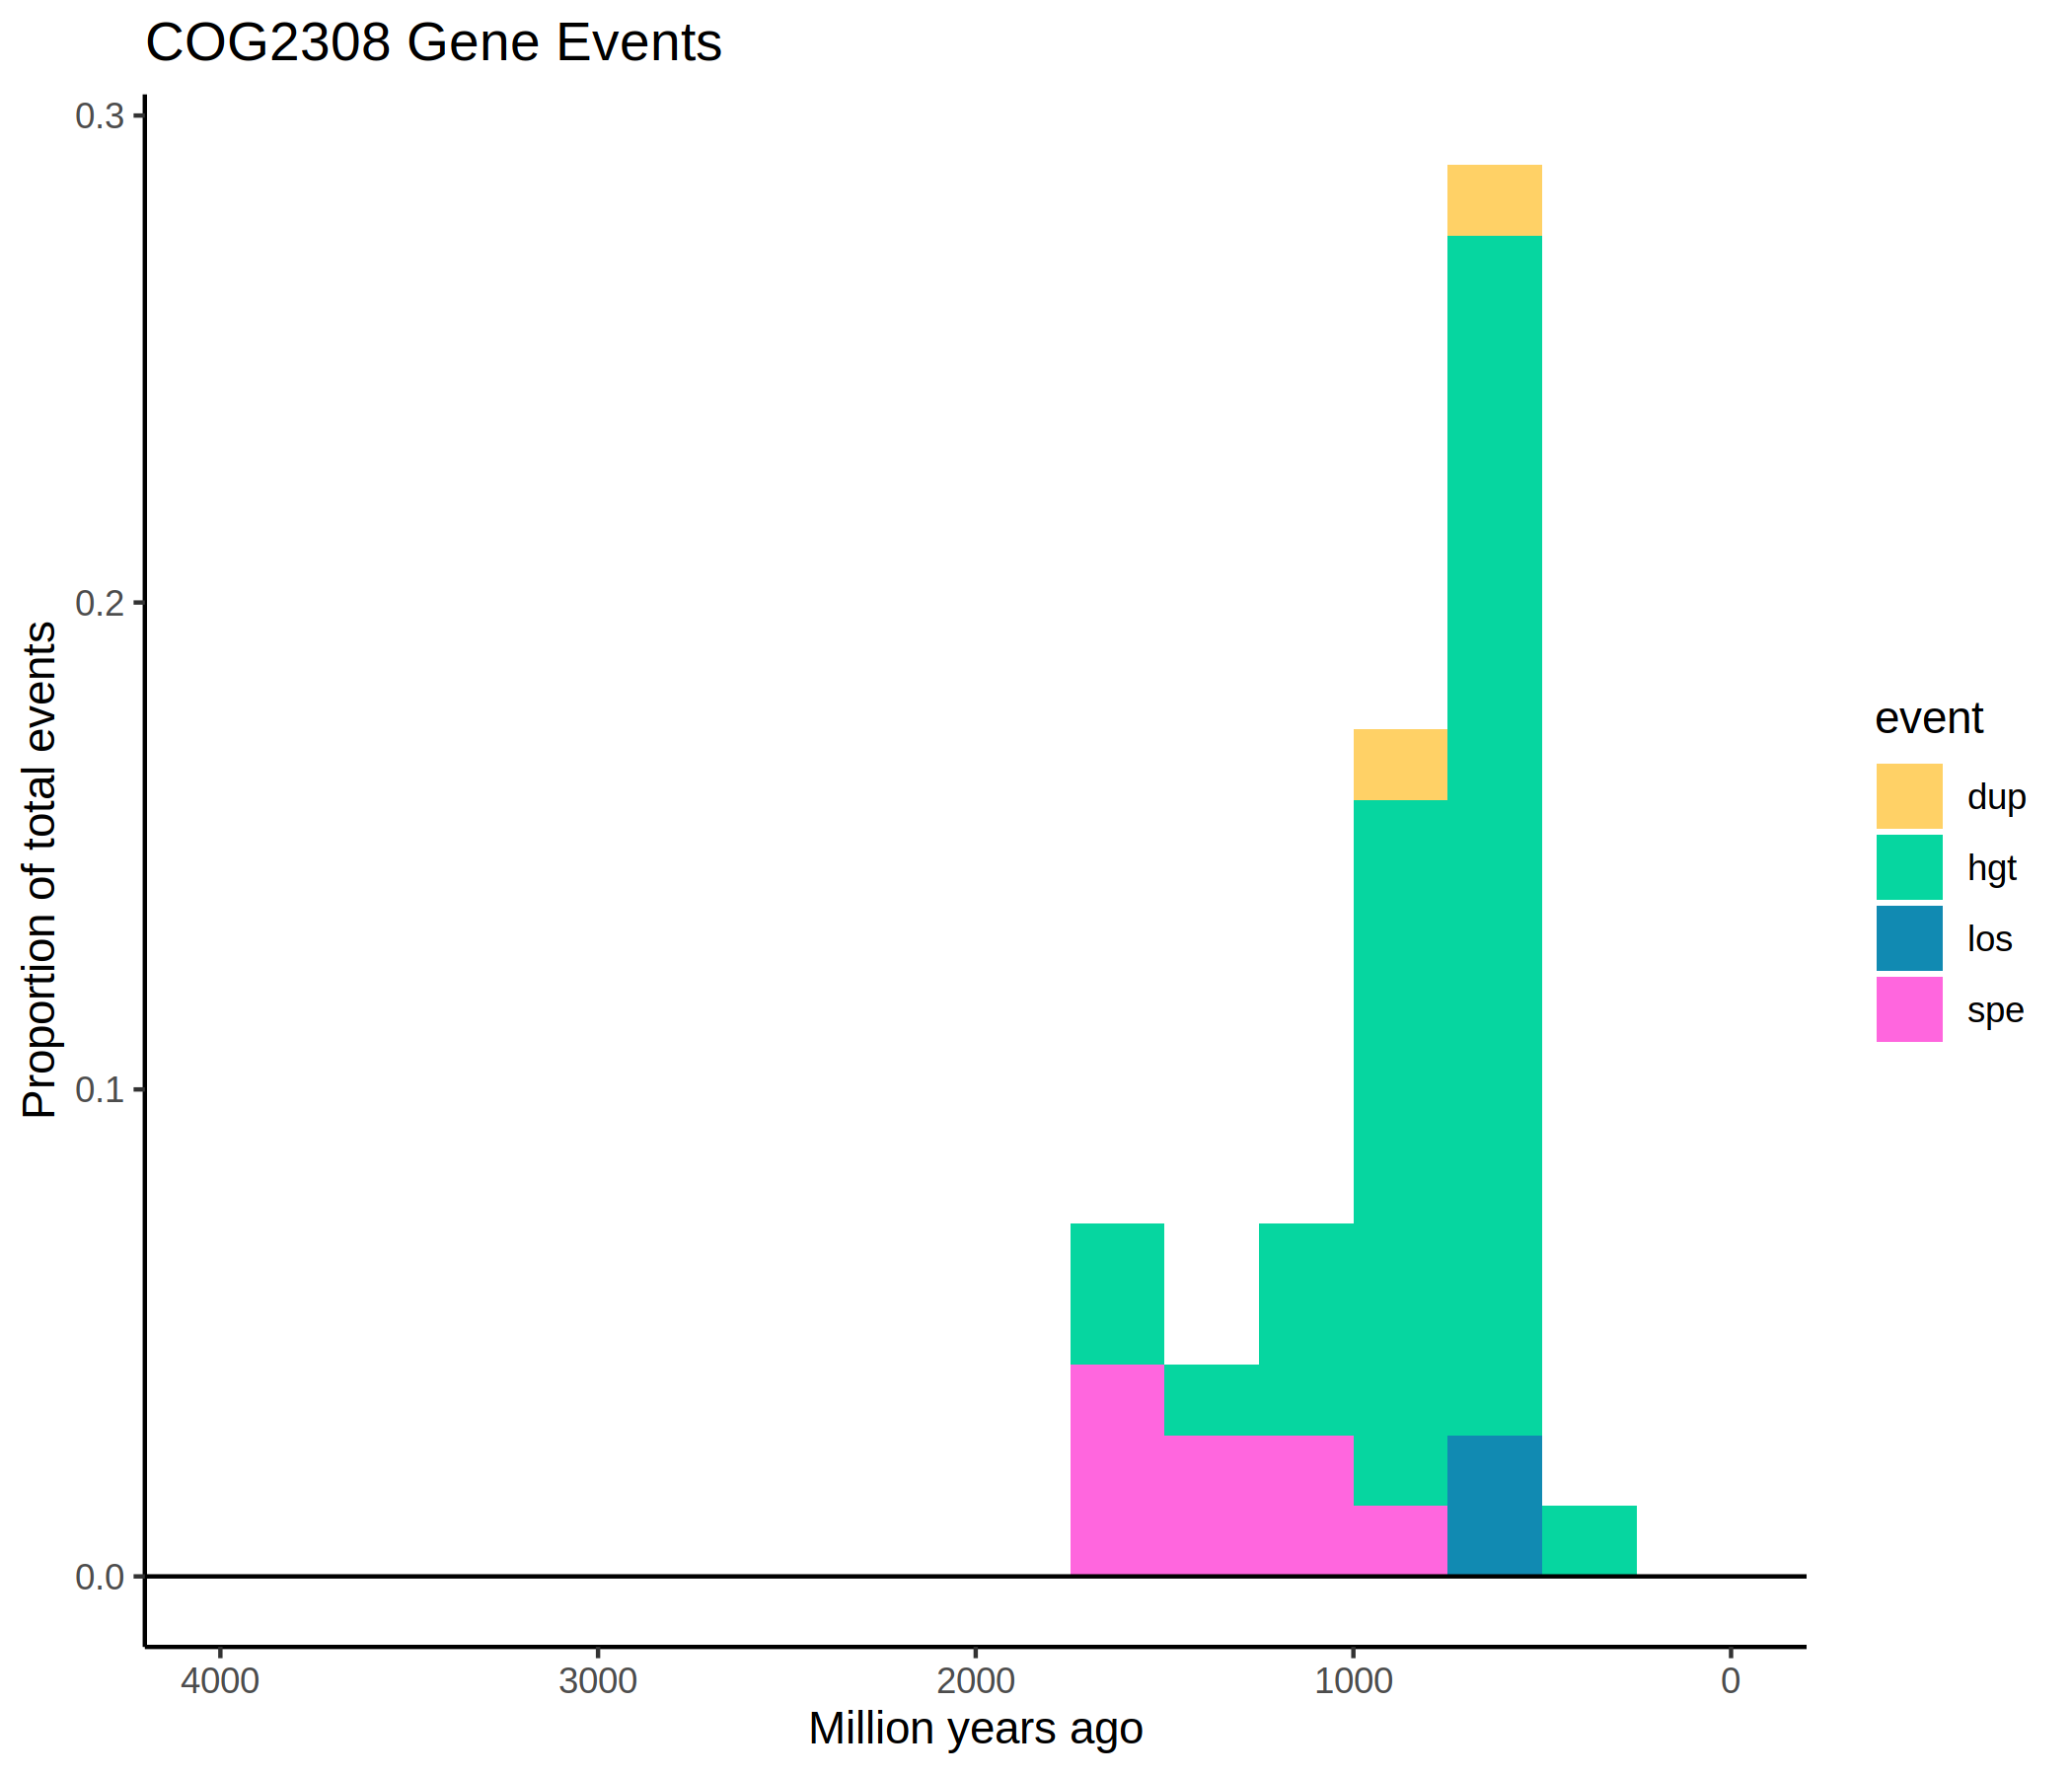 COG2308 Gene Events
Proportion of total events
0.3
0.2
0.1
0.0
4000 3000 2000 1000 0
Million years ago
event
dup
hgt
los
spe